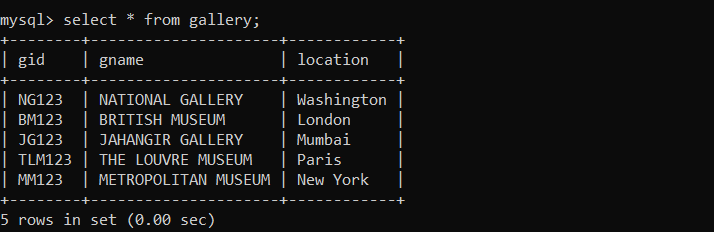 mysql> select * from gallery;
+--------+---------------------+------------+
| gid    | gname               | location   |
+--------+---------------------+------------+
| NG123  | NATIONAL GALLERY    | Washington |
| BM123  | BRITISH MUSEUM      | London     |
| JG123  | JAHANGIR GALLERY    | Mumbai     |
| TLM123 | THE LOUVRE MUSEUM   | Paris      |
| MM123  | METROPOLITAN MUSEUM | New York   |
+--------+---------------------+------------+
5 rows in set (0.00 sec)